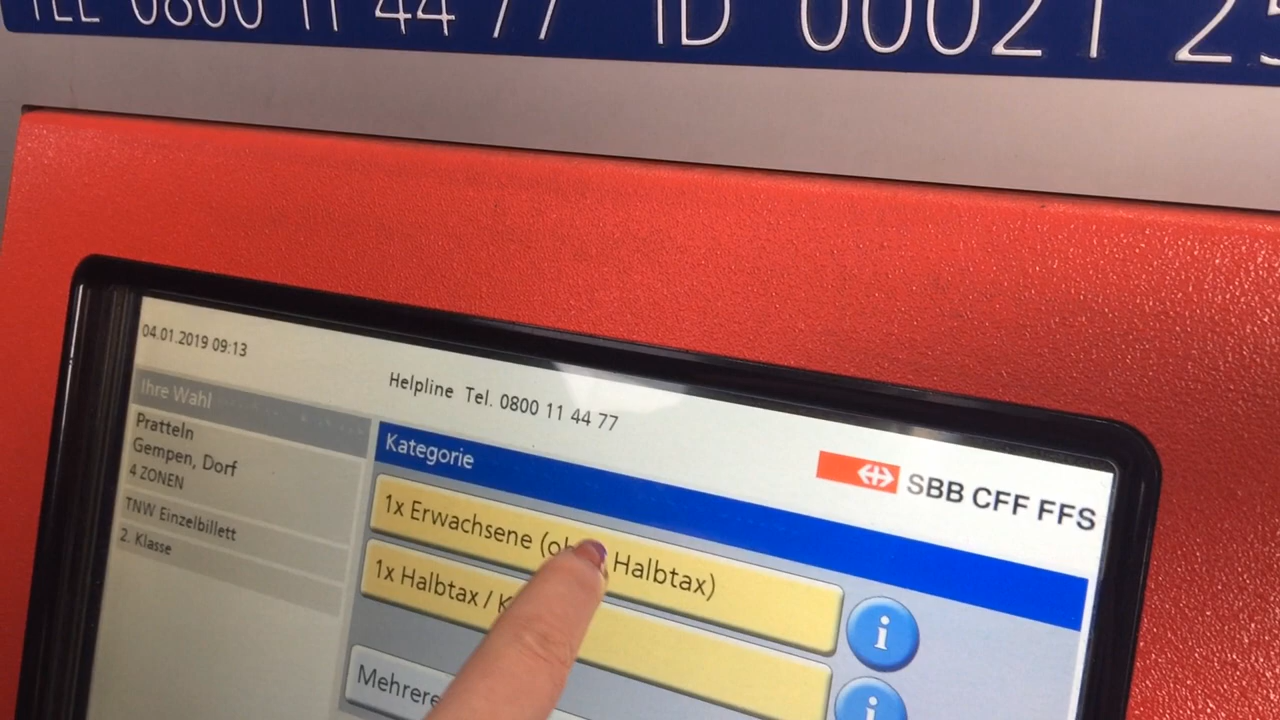 TEL 0800 11 44 77 ID 00021 25
04.01.2019 09:13
Helpline Tel. 0800 11 44 77
SBB CFF FFS
Ihre Wahl
Pratteln
Gempen, Dorf
4 ZONEN
TNW Einzelbillett
2. Klasse
Kategorie
1x Erwachsene ( Halbtax)
i
1x Halbtax /
i
Mehrere